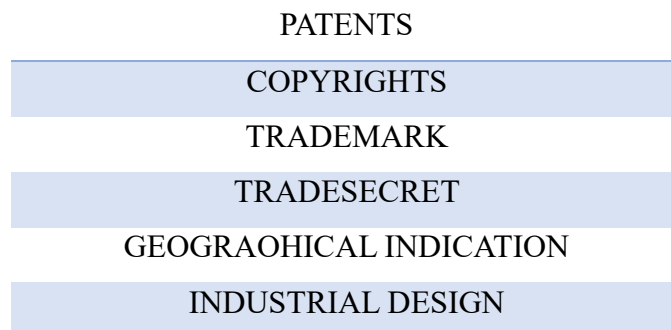 PATENTS
COPYRIGHTS
TRADEMARK
TRADESECRET
GEOGRAOHICAL INDICATION
INDUSTRIAL DESIGN